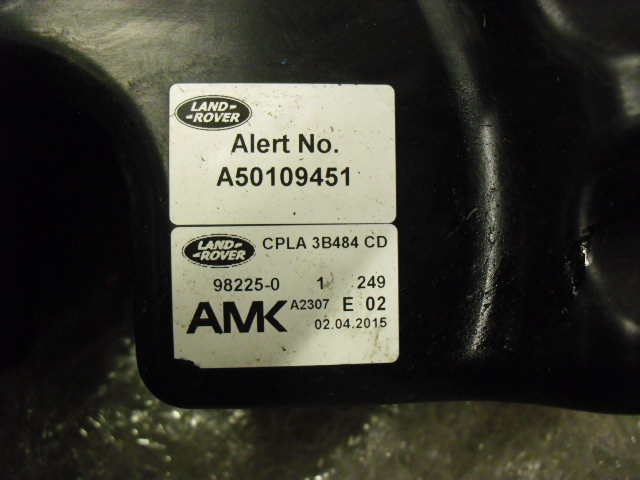 LAND-
-ROVER
Alert No.
A50109451
LAND-
-ROVER
CPLA 3B484 CD
98225-0 1 249
AMK A2307 E 02
02.04.2015